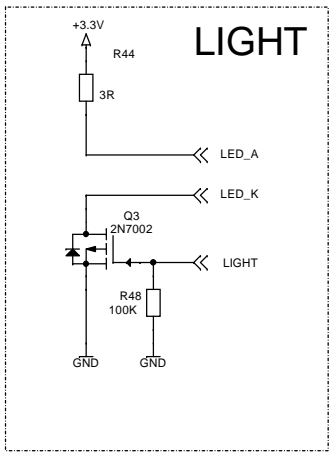 LIGHT
+3.3V
R44
3R
LED_A
LED_K
Q3
2N7002
LIGHT
R48
100K
GND
GND